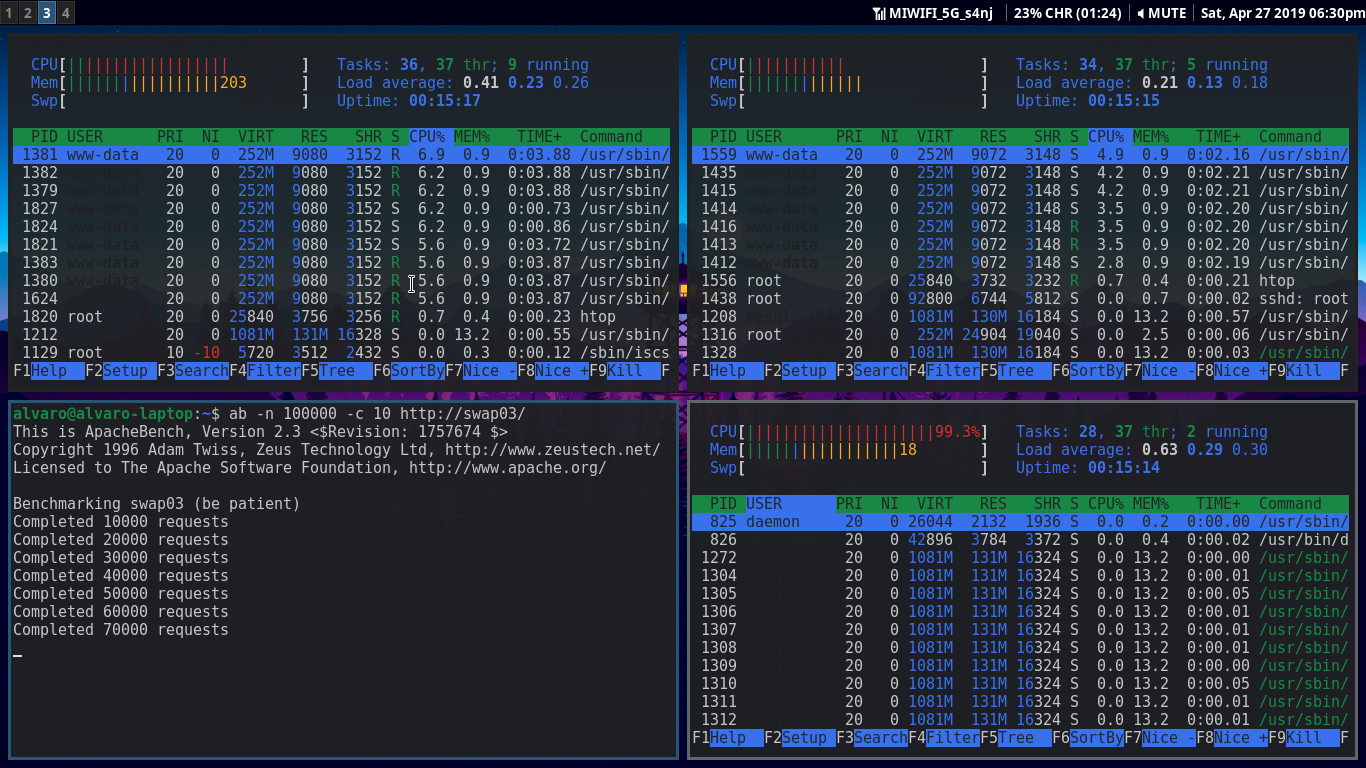 1 2 3 4 MIWIFI_5G_s4nj 23% CHR (01:24) MUTE Sat, Apr 27 2019 06:30pm
CPU[||||||||||||||||||        ]   Tasks: 36, 37 thr; 9 running
Mem[|||||||||||||||||203      ]   Load average: 0.41 0.23 0.26
Swp[                          ]   Uptime: 00:15:17
PID USER PRI NI VIRT RES SHR S CPU% MEM% TIME+ Command
1381 www-data 20 0 252M 9080 3152 R 6.9 0.9 0:03.88 /usr/sbin/
1382 www-data 20 0 252M 9080 3152 R 6.2 0.9 0:03.88 /usr/sbin/
1379 www-data 20 0 252M 9080 3152 R 6.2 0.9 0:03.88 /usr/sbin/
1827 www-data 20 0 252M 9080 3152 S 6.2 0.9 0:00.73 /usr/sbin/
1824 www-data 20 0 252M 9080 3152 S 6.2 0.9 0:00.86 /usr/sbin/
1821 www-data 20 0 252M 9080 3152 S 5.6 0.9 0:03.72 /usr/sbin/
1383 www-data 20 0 252M 9080 3152 R 5.6 0.9 0:03.87 /usr/sbin/
1380 www-data 20 0 252M 9080 3152 R 5.6 0.9 0:03.87 /usr/sbin/
1624 www-data 20 0 252M 9080 3152 R 5.6 0.9 0:03.87 /usr/sbin/
1820 root 20 0 25840 3756 3256 R 0.7 0.4 0:00.23 htop
1212 20 0 1081M 131M 16328 S 0.0 13.2 0:00.55 /usr/sbin/
1129 root 10 -10 5720 3512 2432 S 0.0 0.3 0:00.12 /sbin/iscs
F1Help F2Setup F3SearchF4FilterF5Tree F6SortByF7Nice -F8Nice +F9Kill F
CPU[|||||||||||               ]   Tasks: 34, 37 thr; 5 running
Mem[|||||||||||||             ]   Load average: 0.21 0.13 0.18
Swp[                          ]   Uptime: 00:15:15
PID USER PRI NI VIRT RES SHR S CPU% MEM% TIME+ Command
1559 www-data 20 0 252M 9072 3148 S 4.9 0.9 0:02.16 /usr/sbin/
1435 www-data 20 0 252M 9072 3148 S 4.2 0.9 0:02.21 /usr/sbin/
1415 www-data 20 0 252M 9072 3148 S 4.2 0.9 0:02.21 /usr/sbin/
1414 www-data 20 0 252M 9072 3148 S 3.5 0.9 0:02.20 /usr/sbin/
1416 www-data 20 0 252M 9072 3148 R 3.5 0.9 0:02.20 /usr/sbin/
1413 www-data 20 0 252M 9072 3148 R 3.5 0.9 0:02.20 /usr/sbin/
1412 www-data 20 0 252M 9072 3148 S 2.8 0.9 0:02.19 /usr/sbin/
1556 root 20 0 25840 3732 3232 R 0.7 0.4 0:00.21 htop
1438 root 20 0 92800 6744 5812 S 0.0 0.7 0:00.02 sshd: root
1208 mysql 20 0 1081M 130M 16184 S 0.0 13.2 0:00.57 /usr/sbin/
1316 root 20 0 252M 24904 19040 S 0.0 2.5 0:00.06 /usr/sbin/
1328 20 0 1081M 130M 16184 S 0.0 13.2 0:00.03 /usr/sbin/
F1Help F2Setup F3SearchF4FilterF5Tree F6SortByF7Nice -F8Nice +F9Kill F
alvaro@alvaro-laptop:~$ ab -n 100000 -c 10 http://swap03/
This is ApacheBench, Version 2.3 <$Revision: 1757674 $>
Copyright 1996 Adam Twiss, Zeus Technology Ltd, http://www.zeustech.net/
Licensed to The Apache Software Foundation, http://www.apache.org/
Benchmarking swap03 (be patient)
Completed 10000 requests
Completed 20000 requests
Completed 30000 requests
Completed 40000 requests
Completed 50000 requests
Completed 60000 requests
Completed 70000 requests
CPU[|||||||||||||||||||||99.3%]   Tasks: 28, 37 thr; 2 running
Mem[|||||||||||||||||18       ]   Load average: 0.63 0.29 0.30
Swp[                          ]   Uptime: 00:15:14
PID USER PRI NI VIRT RES SHR S CPU% MEM% TIME+ Command
825 daemon 20 0 26044 2132 1936 S 0.0 0.2 0:00.00 /usr/sbin/
826 20 0 42896 3784 3372 S 0.0 0.4 0:00.02 /usr/bin/d
1272 20 0 1081M 131M 16324 S 0.0 13.2 0:00.00 /usr/sbin/
1304 20 0 1081M 131M 16324 S 0.0 13.2 0:00.01 /usr/sbin/
1305 20 0 1081M 131M 16324 S 0.0 13.2 0:00.05 /usr/sbin/
1306 20 0 1081M 131M 16324 S 0.0 13.2 0:00.01 /usr/sbin/
1307 20 0 1081M 131M 16324 S 0.0 13.2 0:00.01 /usr/sbin/
1308 20 0 1081M 131M 16324 S 0.0 13.2 0:00.01 /usr/sbin/
1309 20 0 1081M 131M 16324 S 0.0 13.2 0:00.00 /usr/sbin/
1310 20 0 1081M 131M 16324 S 0.0 13.2 0:00.05 /usr/sbin/
1311 20 0 1081M 131M 16324 S 0.0 13.2 0:00.01 /usr/sbin/
1312 20 0 1081M 131M 16324 S 0.0 13.2 0:00.01 /usr/sbin/
F1Help F2Setup F3SearchF4FilterF5Tree F6SortByF7Nice -F8Nice +F9Kill F